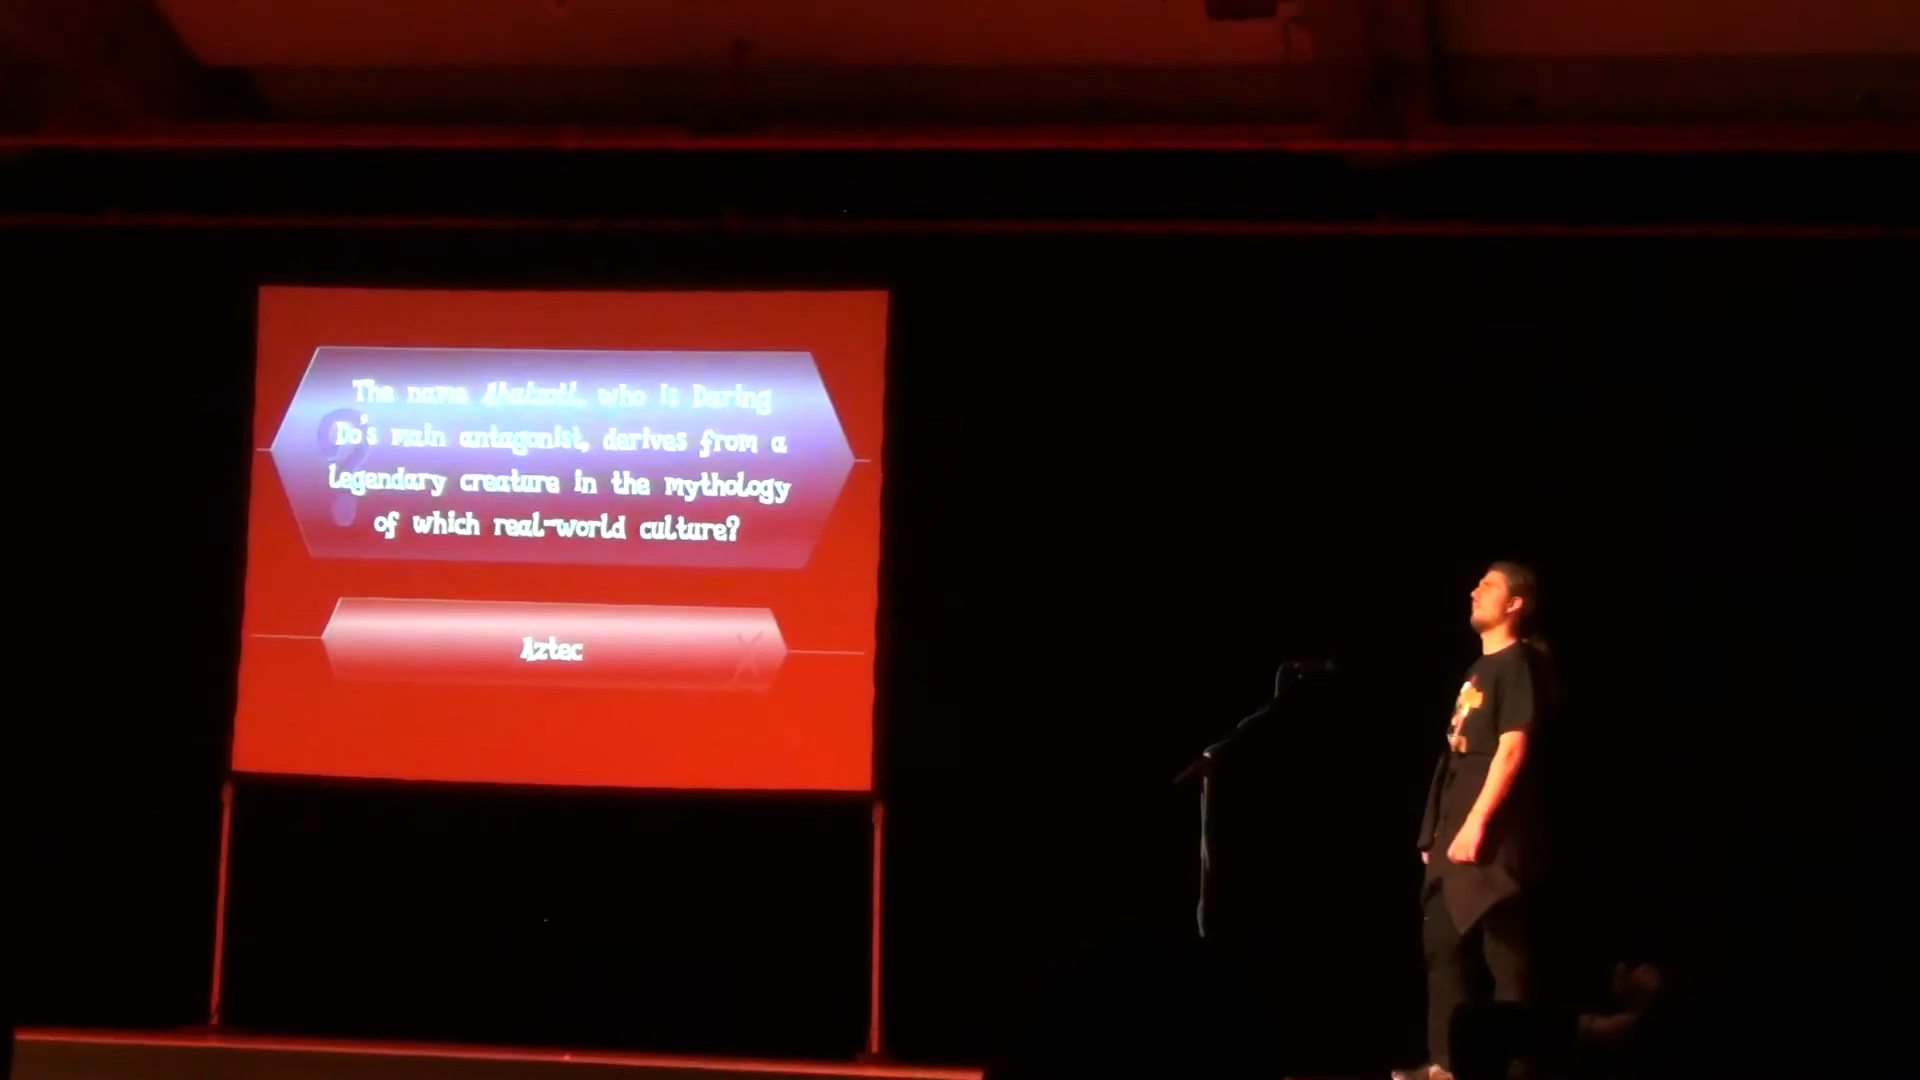 The name Ahuizotl, who is Daring
Do's main antagonist, derives from a
legendary creature in the mythology
of which real-world culture?
Aztec